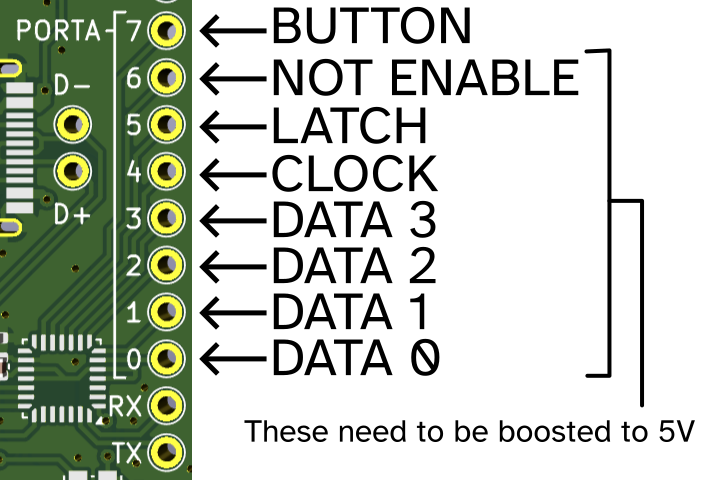 PORTA 7 BUTTON
6 NOT ENABLE
D-
5 LATCH
4 CLOCK
D+
3 DATA 3
2 DATA 2
1 DATA 1
0 DATA 0
RX
These need to be boosted to 5V
TX